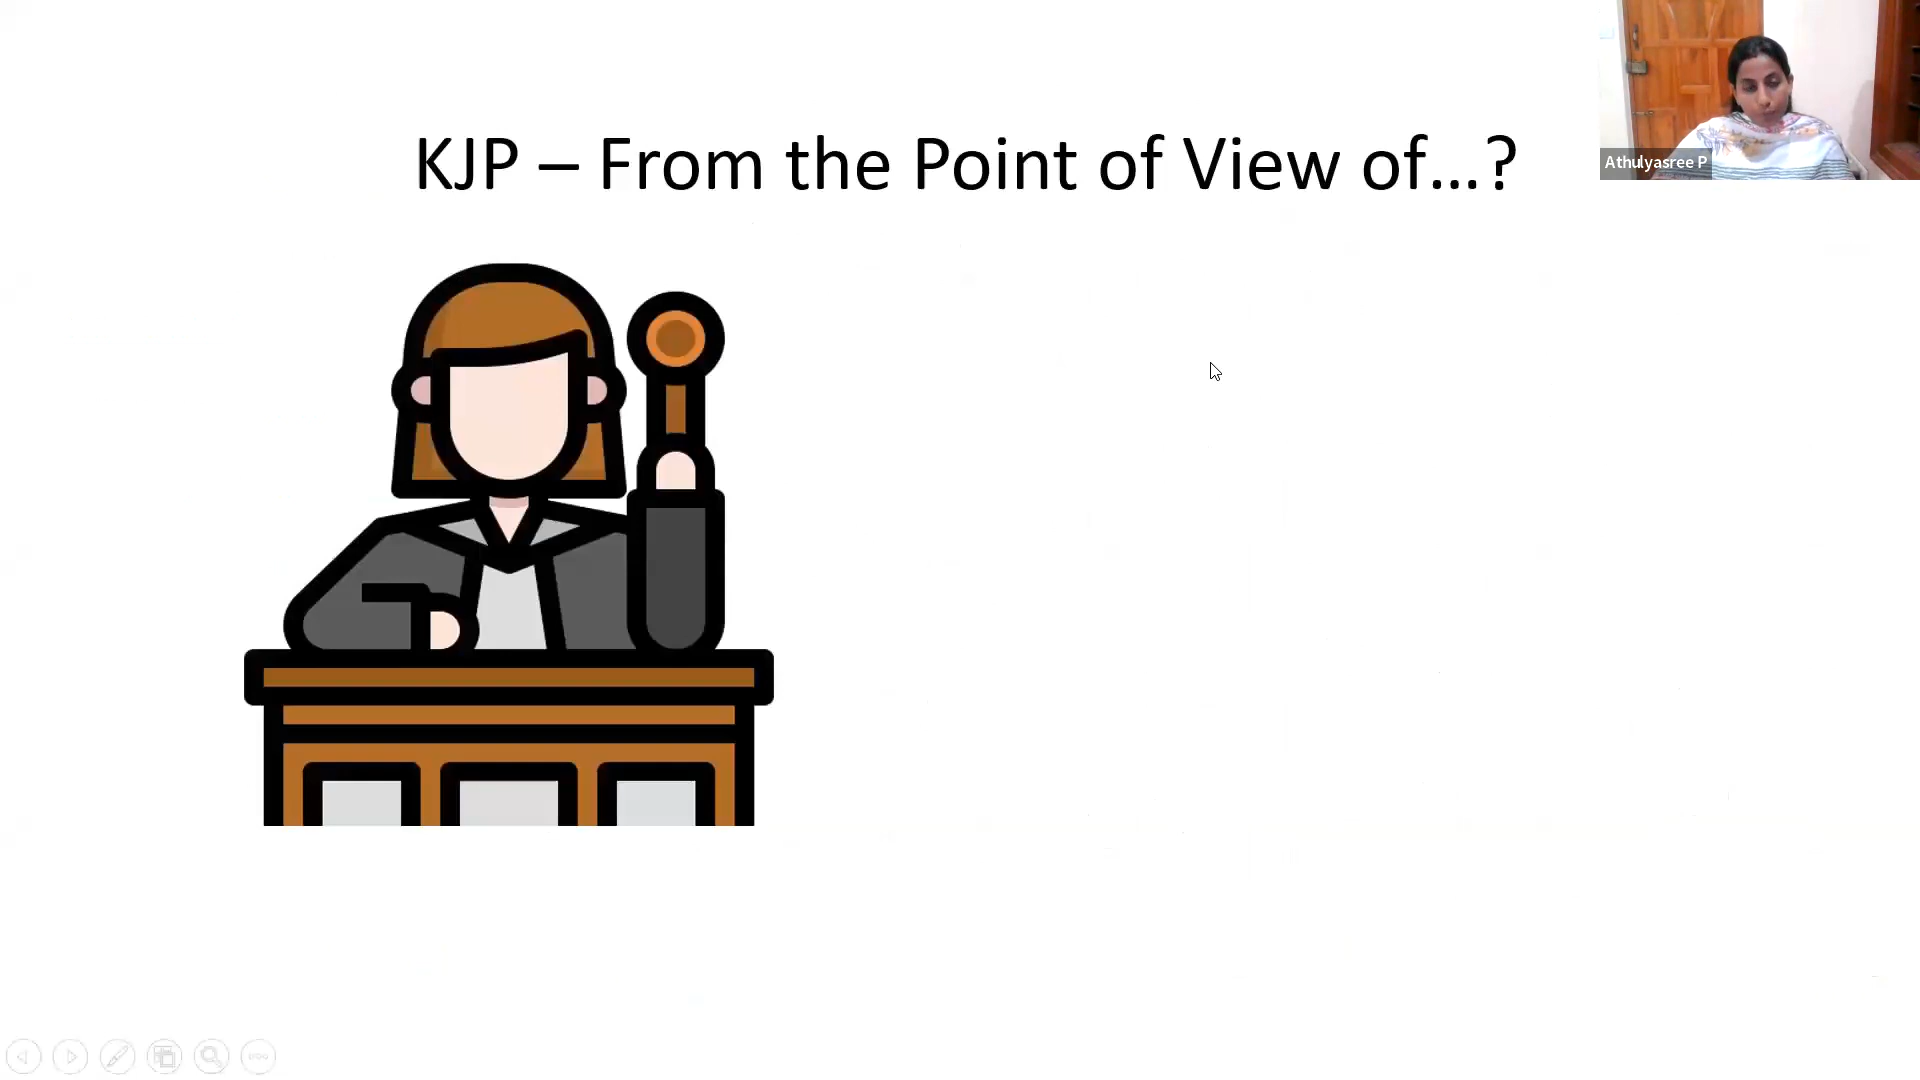 KJP – From the Point of View of...?
Athulyasree P